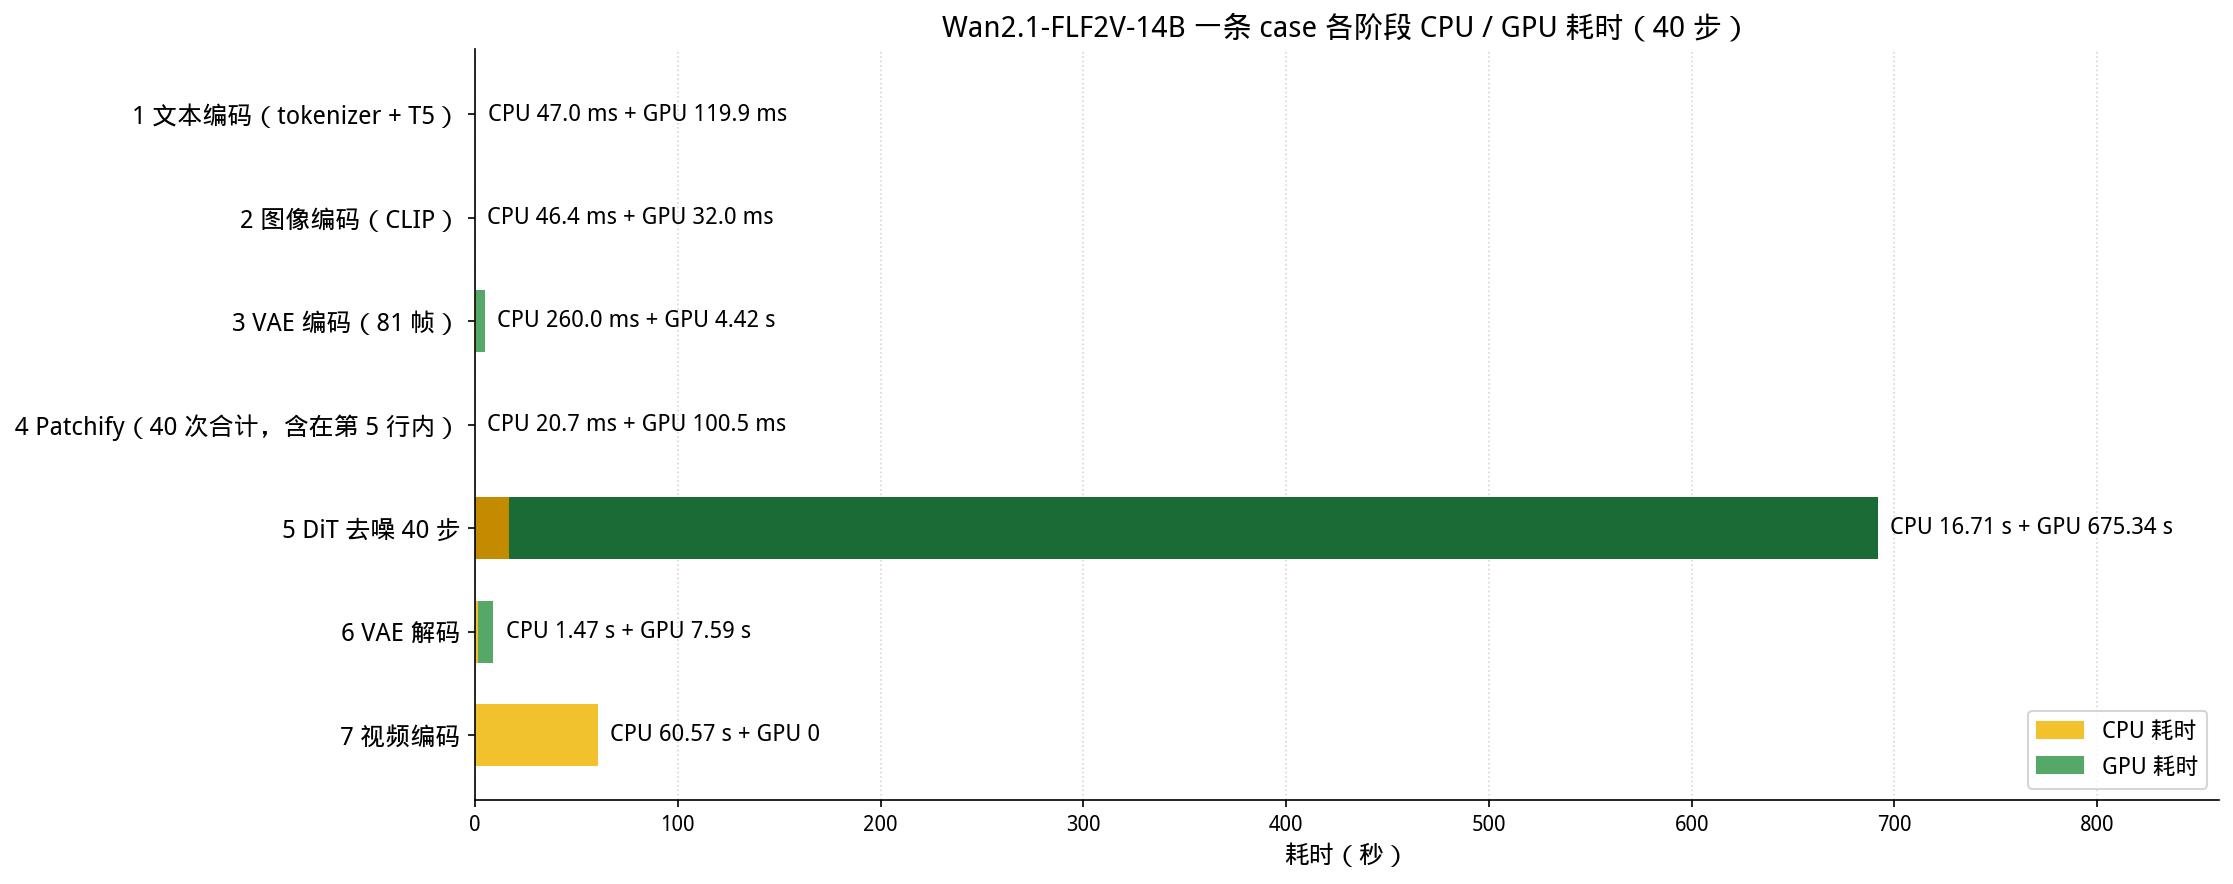 Wan2.1-FLF2V-14B 一条 case 各阶段 CPU / GPU 耗时（40 步）
1 文本编码（tokenizer + T5）
CPU 47.0 ms + GPU 119.9 ms
2 图像编码（CLIP）
CPU 46.4 ms + GPU 32.0 ms
3 VAE 编码（81 帧）
CPU 260.0 ms + GPU 4.42 s
4 Patchify（40 次合计，含在第 5 行内）
CPU 20.7 ms + GPU 100.5 ms
5 DiT 去噪 40 步
CPU 16.71 s + GPU 675.34 s
6 VAE 解码
CPU 1.47 s + GPU 7.59 s
7 视频编码
CPU 60.57 s + GPU 0
CPU 耗时
GPU 耗时
0 100 200 300 400 500 600 700 800
耗时（秒）